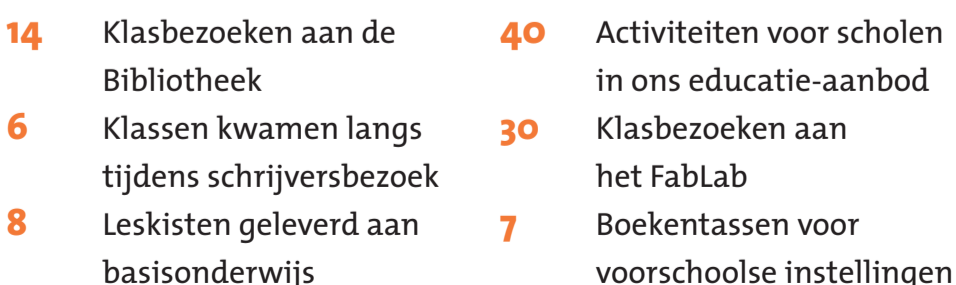 14 Klasbezoeken aan de
Bibliotheek
6 Klassen kwamen langs
tijdens schrijversbezoek
8 Leskisten geleverd aan
basisonderwijs
40 Activiteiten voor scholen
in ons educatie-aanbod
30 Klasbezoeken aan
het FabLab
7 Boekentassen voor
voorschoolse instellingen